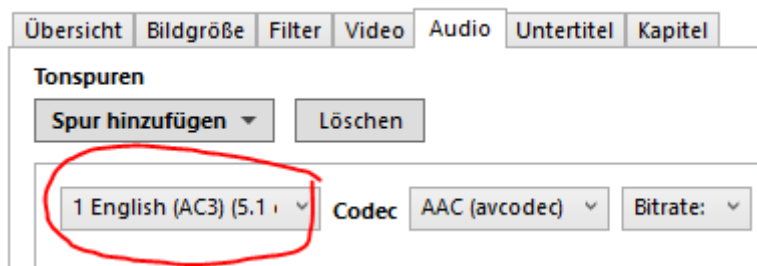 Übersicht Bildgröße Filter Video Audio Untertitel Kapitel
Tonspuren
Spur hinzufügen Löschen
1 English (AC3) (5.1 Codec AAC (avcodec) Bitrate: